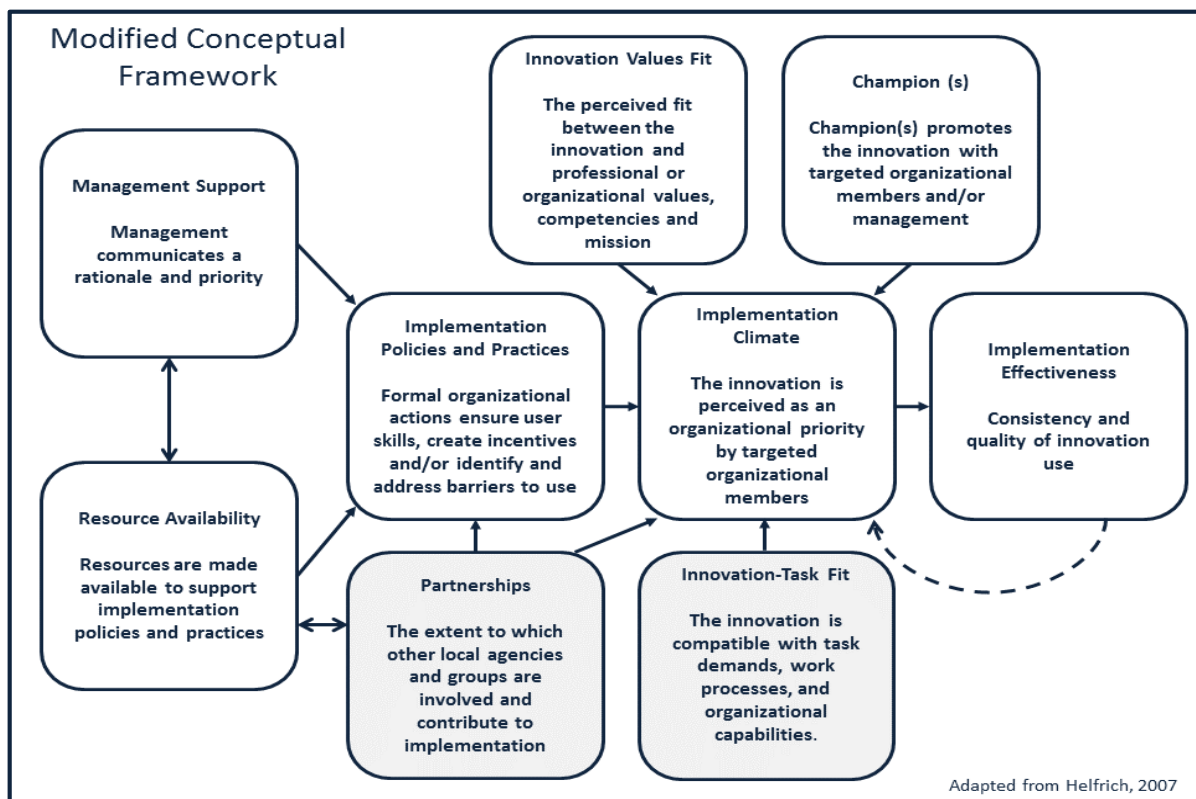 Modified Conceptual
Framework
Management Support
Management
communicates a
rationale and priority
Resource Availability
Resources are made
available to support
implementation
policies and practices
Innovation Values Fit
The perceived fit
between the
innovation and
professional or
organizational values,
competencies and
mission
Champion (s)
Champion(s) promotes
the innovation with
targeted organizational
members and/or
management
Implementation
Policies and Practices
Formal organizational
actions ensure user
skills, create incentives
and/or identify and
address barriers to use
Implementation
Climate
The innovation is
perceived as an
organizational priority
by targeted
organizational
members
Implementation
Effectiveness
Consistency and
quality of innovation
use
Partnerships
The extent to which
other local agencies
and groups are
involved and
contribute to
implementation
Innovation-Task Fit
The innovation is
compatible with task
demands, work
processes, and
organizational
capabilities.
Adapted from Helfrich, 2007